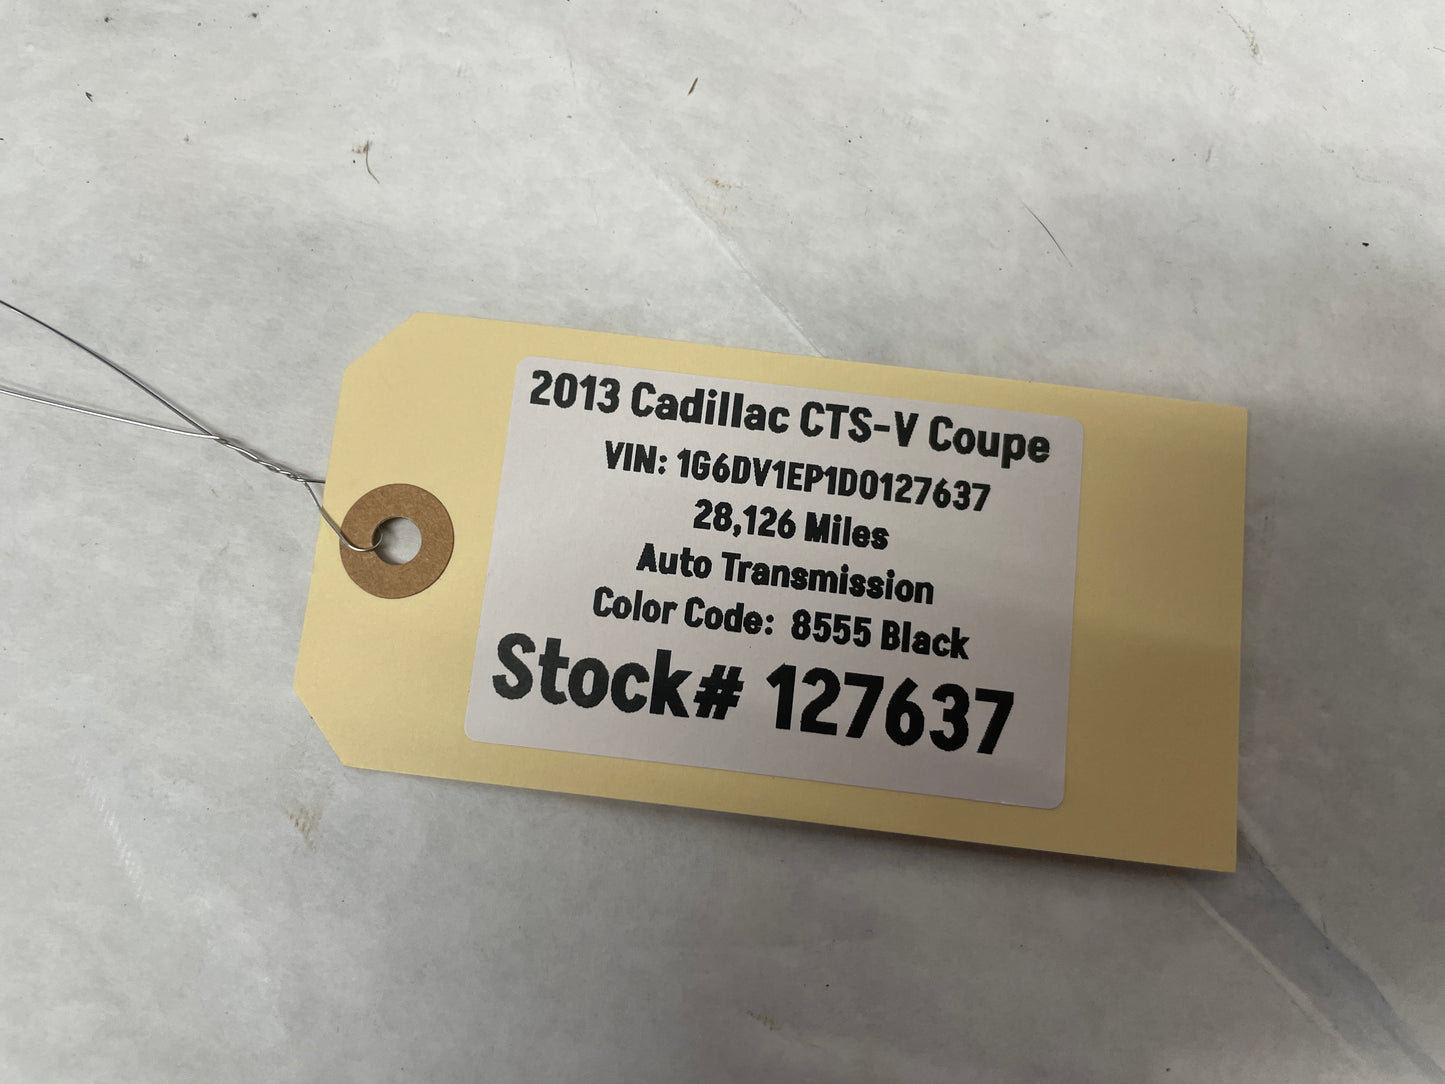 2013 Cadillac CTS-V Coupe
VIN: 1G6DV1EP1D0127637
28,126 Miles
Auto Transmission
Color Code: 8555 Black
Stock# 127637